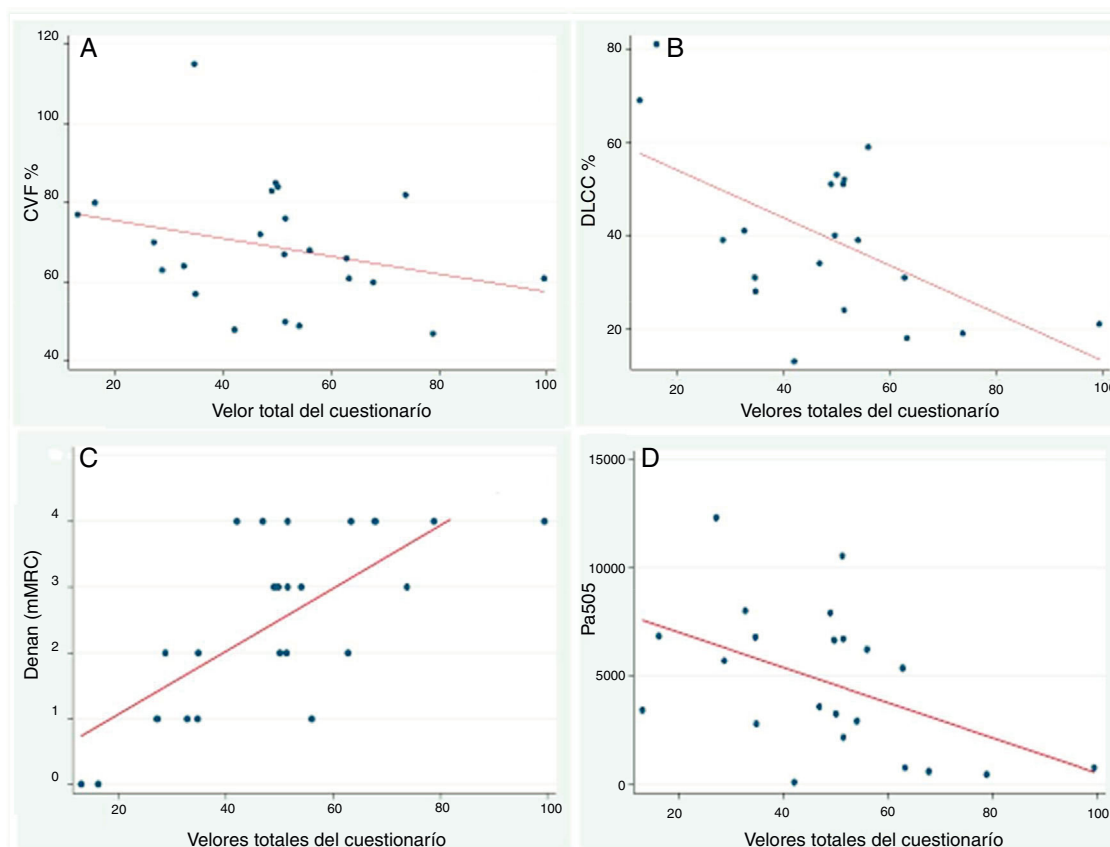 A
120
100
80
60
40
CVF %
20 40 60 80 100
Velor total del cuestionarío
B
80
60
40
20
DLCC %
20 40 60 80 100
Velores totales del cuestionarío
C
4
3
2
1
0
Denan (mMRC)
20 40 60 80 100
Velores totales del cuestionarío
D
15000
10000
5000
0
Pa505
20 40 60 80 100
Velores totales del cuestionarío